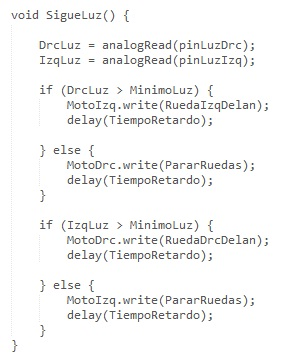 void SigueLuz() {
DrcLuz = analogRead(pinLuzDrc);
IzqLuz = analogRead(pinLuzIzq);
if (DrcLuz > MinimoLuz) {
MotoIzq.write(RuedaIzqDelan);
delay(TiempoRetardo);
} else {
MotoDrc.write(PararRuedas);
delay(TiempoRetardo);
}
if (IzqLuz > MinimoLuz) {
MotoDrc.write(RuedaDrcDelan);
delay(TiempoRetardo);
} else {
MotoIzq.write(PararRuedas);
delay(TiempoRetardo);
}
}